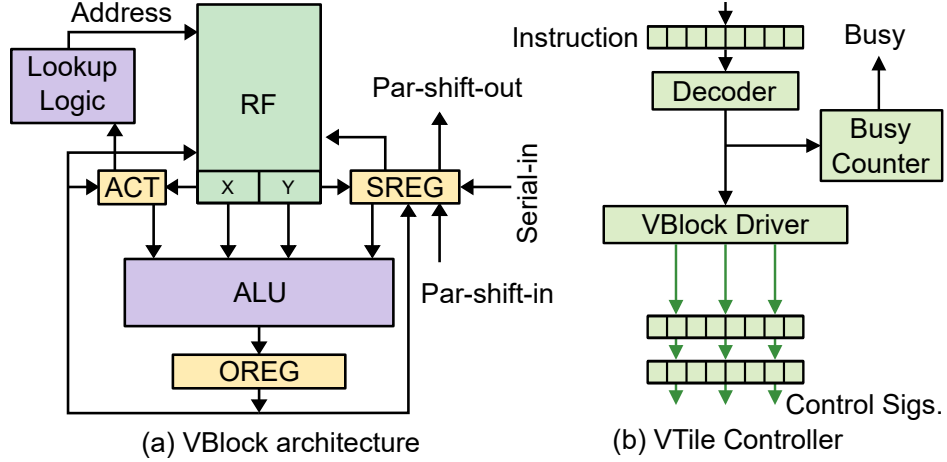 Address
Lookup
Logic
RF
X
Y
ACT
SREG
Par-shift-out
Serial-in
Par-shift-in
ALU
OREG
(a) VBlock architecture
Instruction
Decoder
Busy
Busy
Counter
VBlock Driver
Control Sigs.
(b) VTile Controller